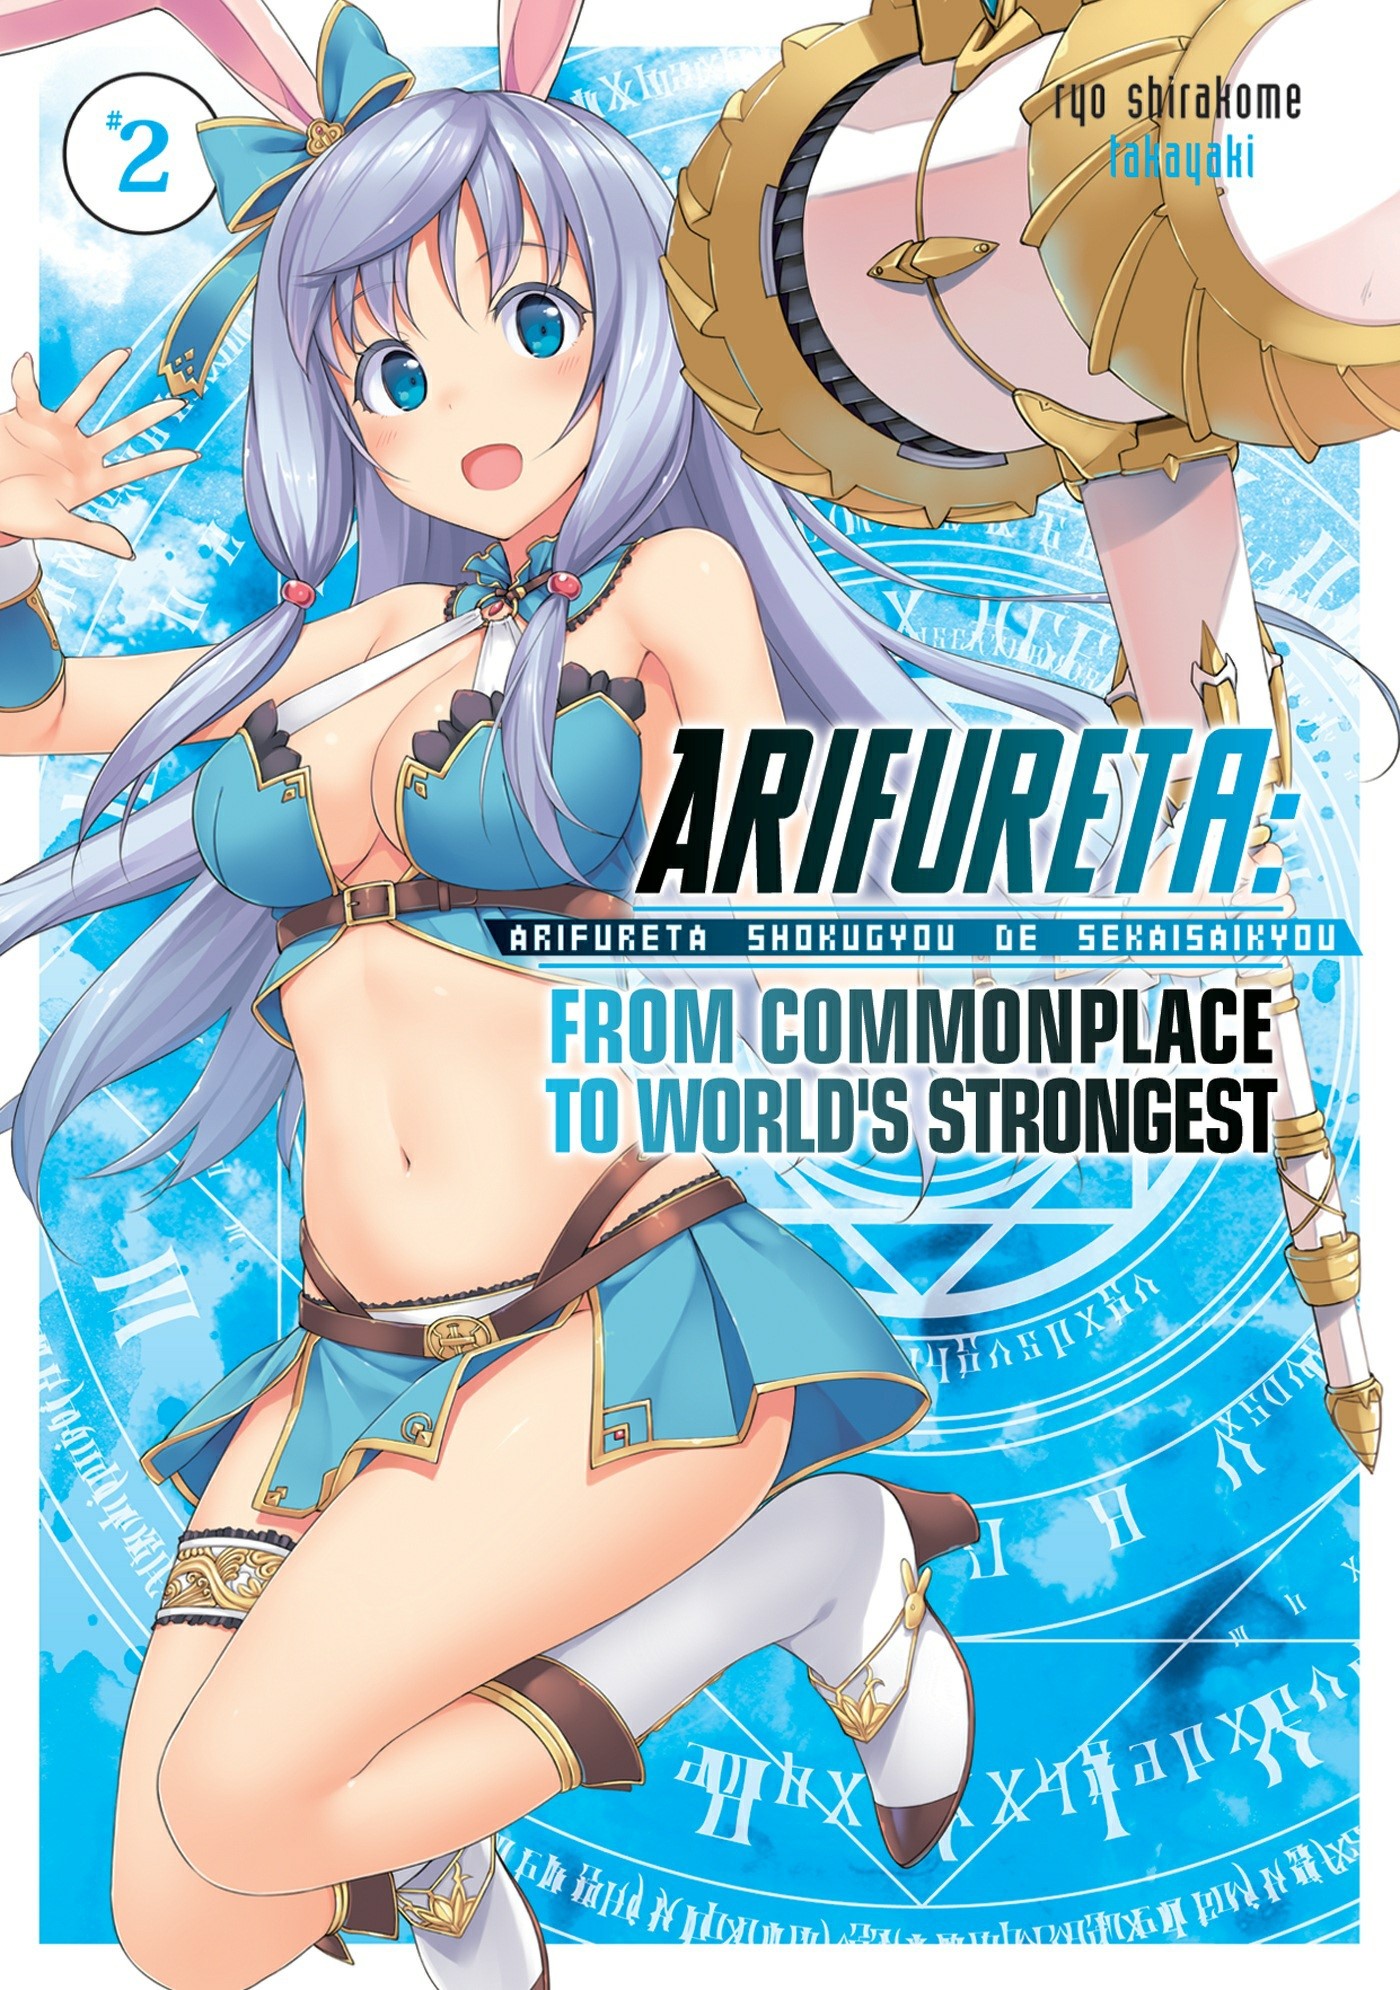 #2
ryo shirakome
takayaki
ARIFURETA:
ARIFURETA SHOKUGYOU DE SEKAISAIKYOU
FROM COMMONPLACE
TO WORLD'S STRONGEST